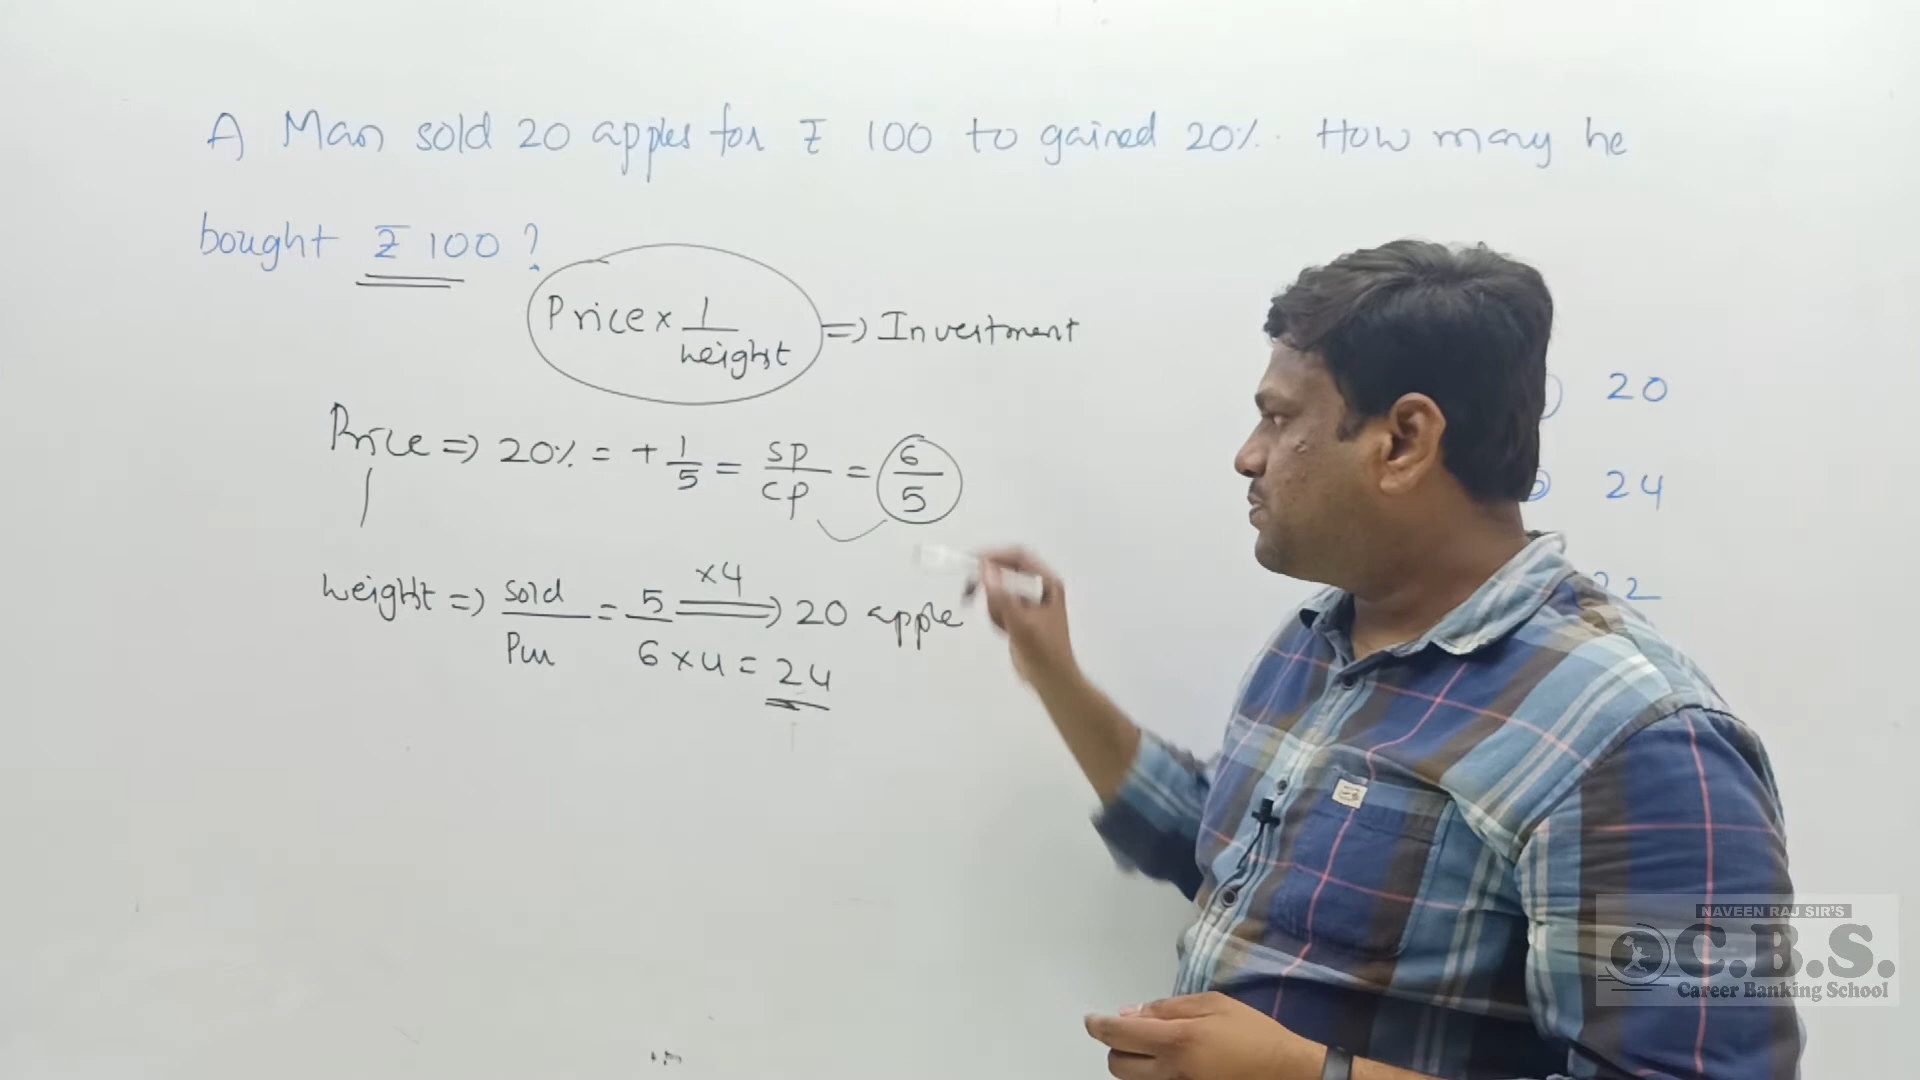 A Man sold 20 apples for ₹ 100 to gained 20%. How many he
bought ₹ 100 ?
Price × 1/weight => Investment
Price => 20% = + 1/5 = SP/CP = 6/5
weight => sold/Pur = 5/6 ×4 => 20 apple
6 × 4 = 24
20
24
22
NAVEEN RAJ SIR'S
C.B.S.
Career Banking School